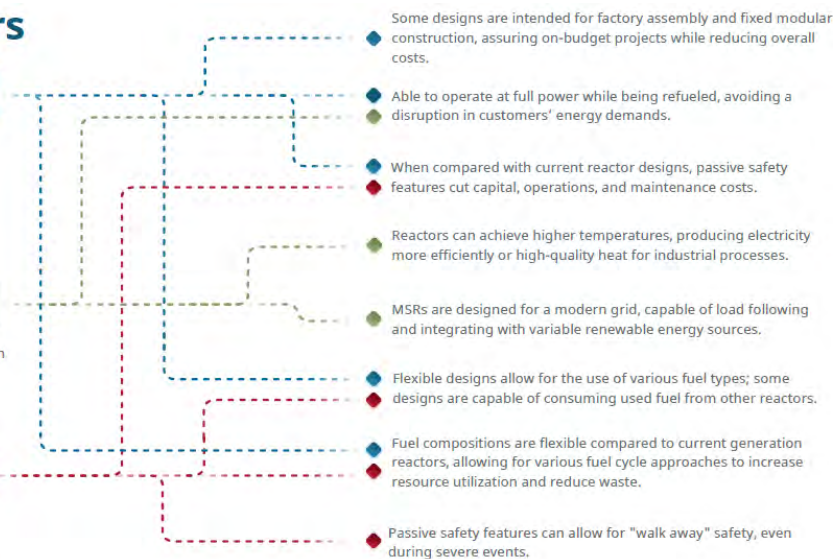 rs
Some designs are intended for factory assembly and fixed modular
construction, assuring on-budget projects while reducing overall
costs.
Able to operate at full power while being refueled, avoiding a
disruption in customers' energy demands.
When compared with current reactor designs, passive safety
features cut capital, operations, and maintenance costs.
Reactors can achieve higher temperatures, producing electricity
more efficiently or high-quality heat for industrial processes.
MSRs are designed for a modern grid, capable of load following
and integrating with variable renewable energy sources.
n
Flexible designs allow for the use of various fuel types; some
designs are capable of consuming used fuel from other reactors.
Fuel compositions are flexible compared to current generation
reactors, allowing for various fuel cycle approaches to increase
resource utilization and reduce waste.
Passive safety features can allow for "walk away" safety, even
during severe events.